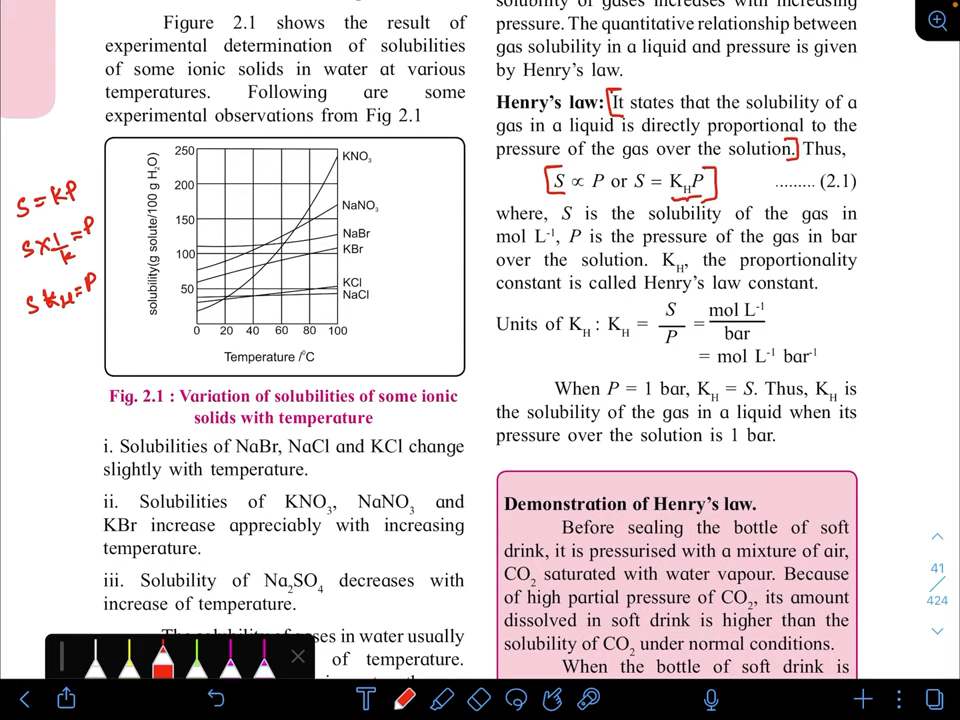 Figure 2.1 shows the result of
experimental determination of solubilities
of some ionic solids in water at various
temperatures. Following are some
experimental observations from Fig 2.1
solubility(g solute/100 g H₂O)
250
200
150
100
50
0 20 40 60 80 100
KNO₃
NaNO₃
NaBr
KBr
KCl
NaCl
Temperature /°C
Fig. 2.1 : Variation of solubilities of some ionic
solids with temperature
i. Solubilities of NaBr, NaCl and KCl change
slightly with temperature.
ii. Solubilities of KNO₃, NaNO₃ and
KBr increase appreciably with increasing
temperature.
iii. Solubility of Na₂SO₄ decreases with
increase of temperature.
in water usually
of temperature.
S = KP
S × 1/K = P
S KH = P
pressure. The quantitative relationship between
gas solubility in a liquid and pressure is given
by Henry's law.
Henry's law: It states that the solubility of a
gas in a liquid is directly proportional to the
pressure of the gas over the solution. Thus,
S ∝ P or S = K_H P ......... (2.1)
where, S is the solubility of the gas in
mol L⁻¹, P is the pressure of the gas in bar
over the solution. K_H, the proportionality
constant is called Henry's law constant.
Units of K_H : K_H = S/P = mol L⁻¹/bar
= mol L⁻¹ bar⁻¹
When P = 1 bar, K_H = S. Thus, K_H is
the solubility of the gas in a liquid when its
pressure over the solution is 1 bar.
Demonstration of Henry's law.
Before sealing the bottle of soft
drink, it is pressurised with a mixture of air,
CO₂ saturated with water vapour. Because
of high partial pressure of CO₂, its amount
dissolved in soft drink is higher than the
solubility of CO₂ under normal conditions.
When the bottle of soft drink is
41
424